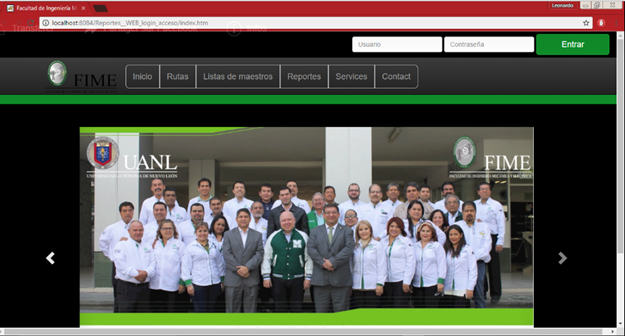 Leonardo
Facultad de Ingeniería M
localhost:8084/Reportes_WEB_login_acceso/index.htm
Usuario
Contraseña
Entrar
FIME
Inicio
Rutas
Listas de maestros
Reportes
Services
Contact
UANL
UNIVERSIDAD AUTÓNOMA DE NUEVO LEÓN
FIME
FACULTAD DE INGENIERÍA MECÁNICA Y ELÉCTRICA
M